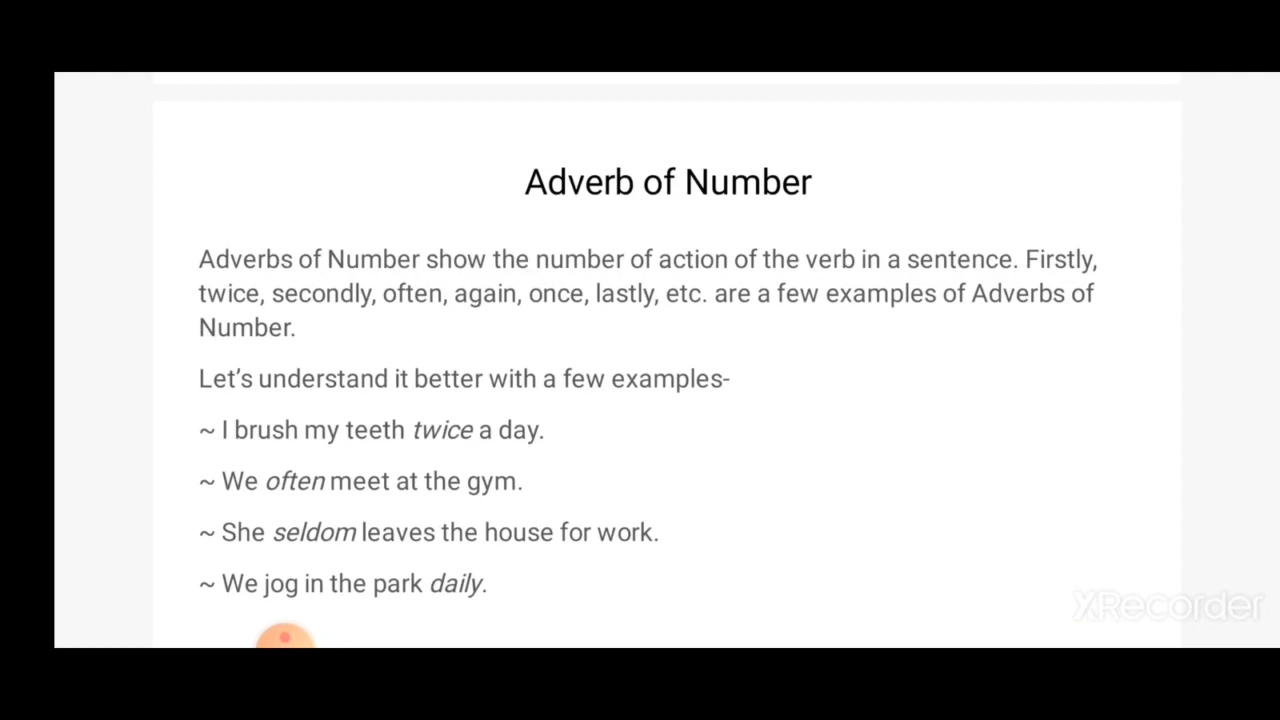 Adverb of Number
Adverbs of Number show the number of action of the verb in a sentence. Firstly,
twice, secondly, often, again, once, lastly, etc. are a few examples of Adverbs of
Number.
Let’s understand it better with a few examples-
~ I brush my teeth twice a day.
~ We often meet at the gym.
~ She seldom leaves the house for work.
~ We jog in the park daily.
XRecorder